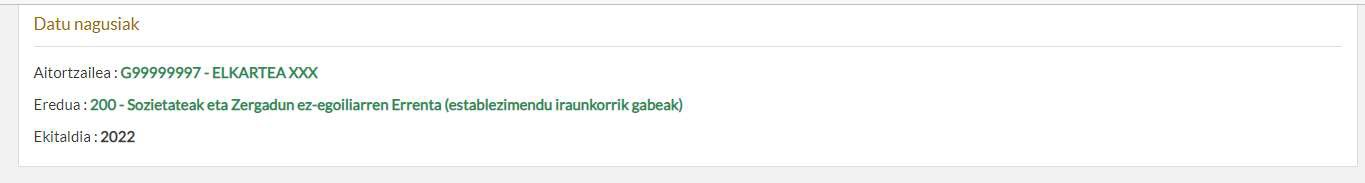 Datu nagusiak
Aitortzailea : G99999997 - ELKARTEA XXX
Eredua : 200 - Sozietateak eta Zergadun ez-egoiliarren Errenta (establezimendu iraunkorrik gabeak)
Ekitaldia : 2022